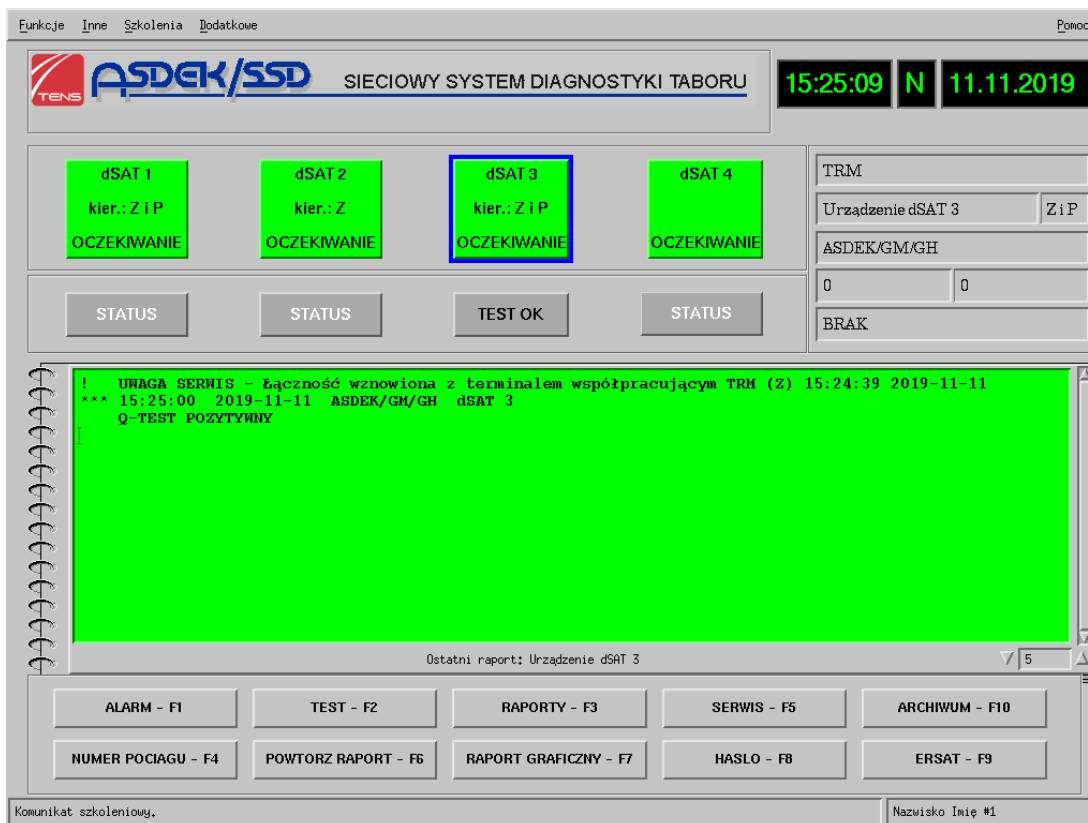 Funkcje Inne Szkolenia Dodatkowe Pomoc
TENS ASDEK/SSD SIECIOWY SYSTEM DIAGNOSTYKI TABORU 15:25:09 N 11.11.2019
dSAT 1 dSAT 2 dSAT 3 dSAT 4
kier.: Z i P kier.: Z kier.: Z i P
OCZEKIWANIE OCZEKIWANIE OCZEKIWANIE OCZEKIWANIE
STATUS STATUS TEST OK STATUS
TRM
Urządzenie dSAT 3 Z i P
ASDEK/GM/GH
0 0
BRAK
! UWAGA SERWIS - Łączność wznowiona z terminalem współpracującym TRM (Z) 15:24:39 2019-11-11
*** 15:25:00 2019-11-11 ASDEK/GM/GH dSAT 3
Q-TEST POZYTYWNY
Ostatni raport: Urządzenie dSAT 3 5
ALARM - F1 TEST - F2 RAPORTY - F3 SERWIS - F5 ARCHIWUM - F10
NUMER POCIAGU - F4 POWTORZ RAPORT - F6 RAPORT GRAFICZNY - F7 HASLO - F8 ERSAT - F9
Komunikat szkoleniowy. Nazwisko Imię #1